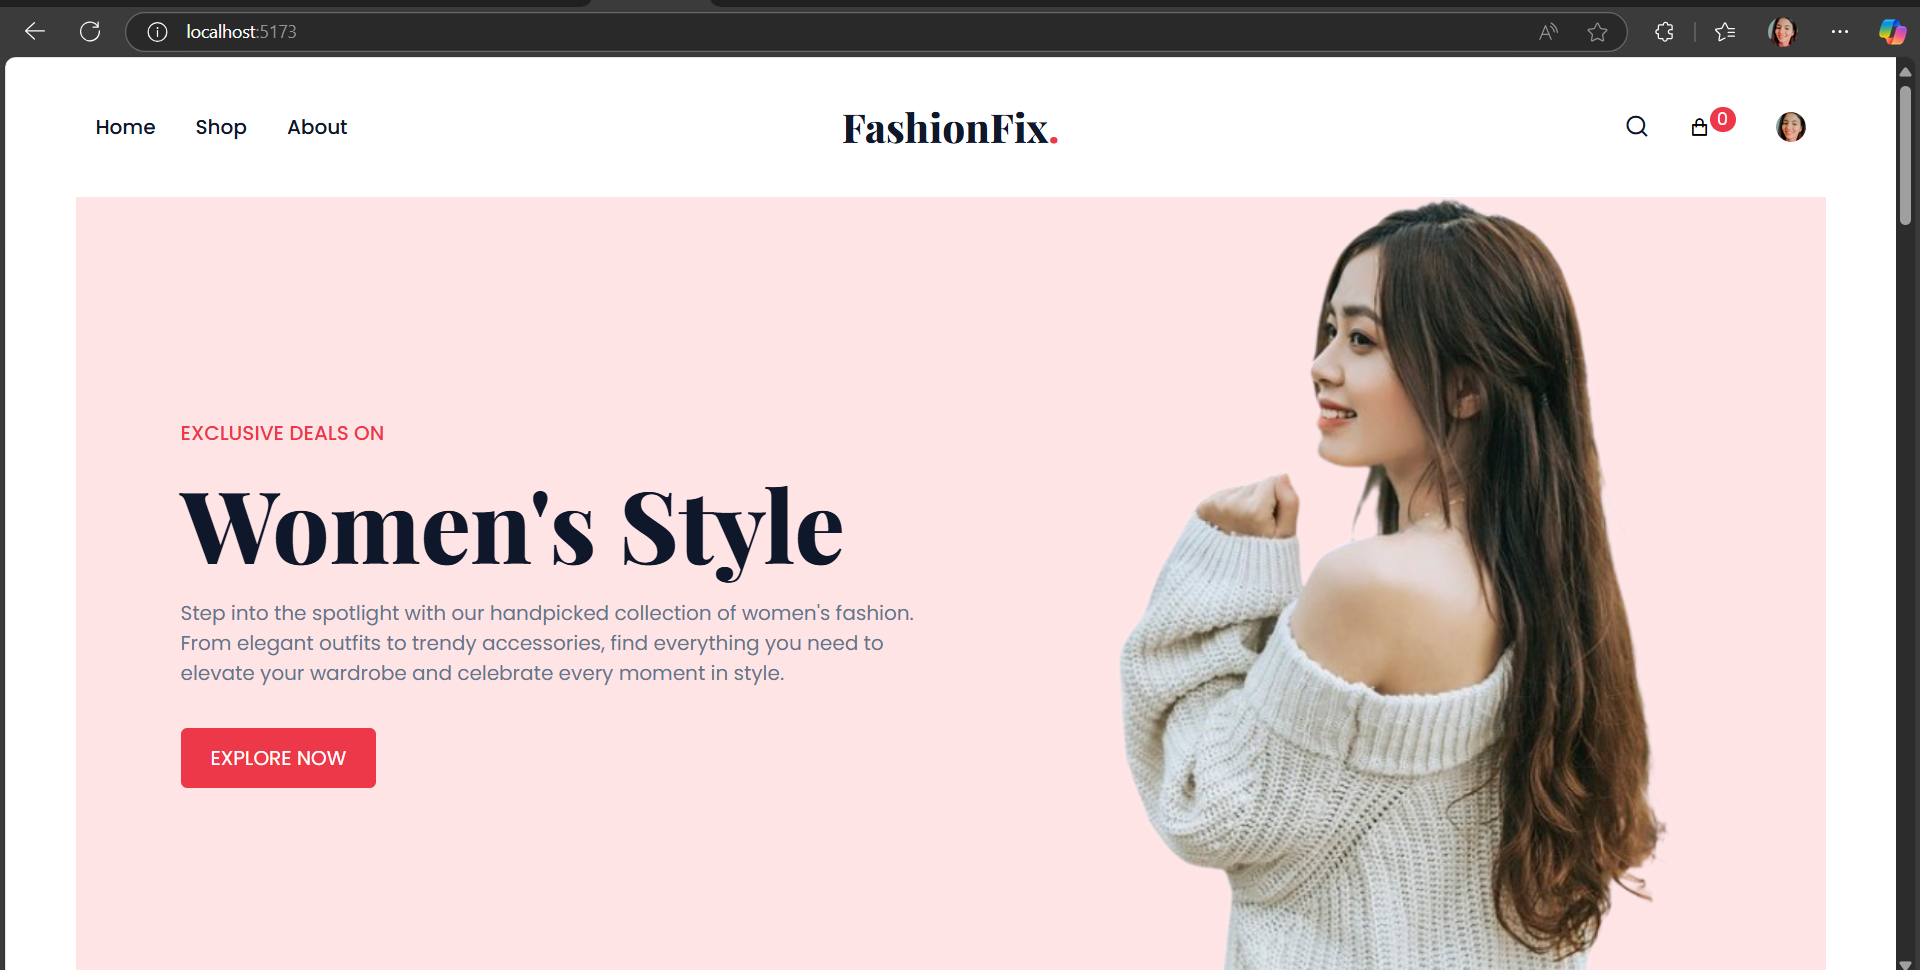 localhost:5173
Home Shop About FashionFix. 0
EXCLUSIVE DEALS ON
Women's Style
Step into the spotlight with our handpicked collection of women's fashion.
From elegant outfits to trendy accessories, find everything you need to
elevate your wardrobe and celebrate every moment in style.
EXPLORE NOW